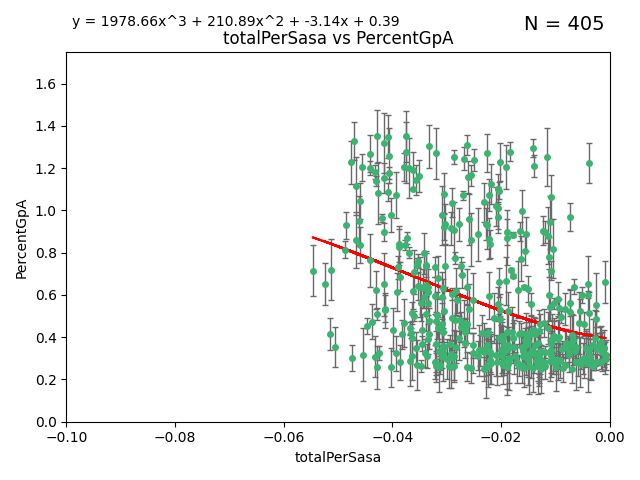 y = 1978.66x^3 + 210.89x^2 + -3.14x + 0.39
N = 405
totalPerSasa vs PercentGpA
PercentGpA
1.6
1.4
1.2
1.0
0.8
0.6
0.4
0.2
0.0
−0.10 −0.08 −0.06 −0.04 −0.02 0.00
totalPerSasa